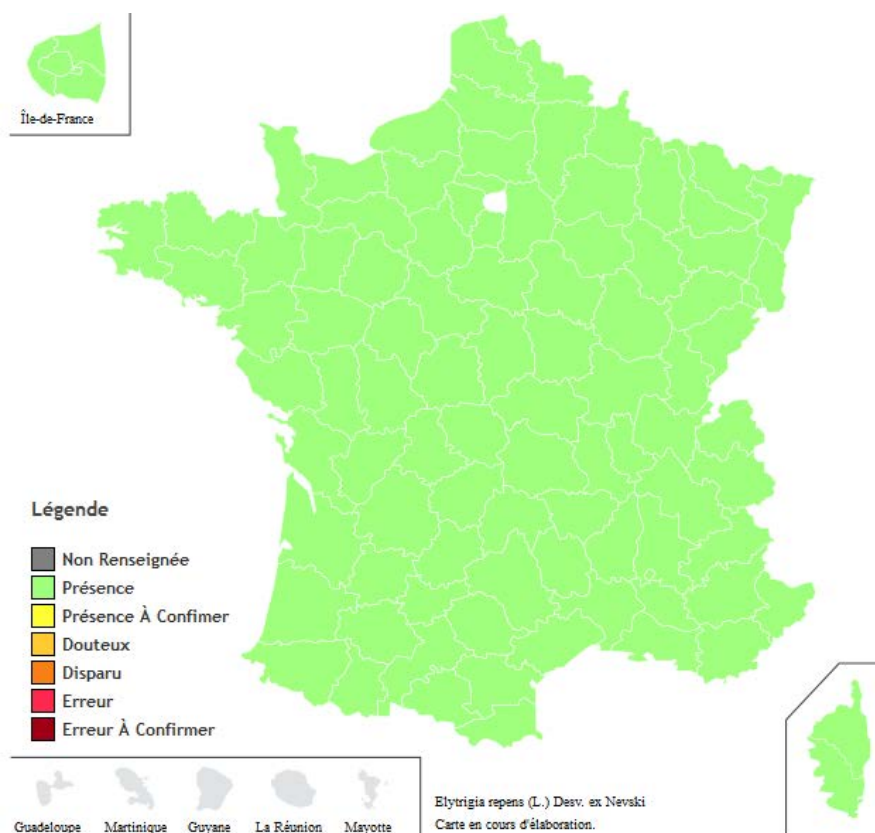 Île-de-France
Légende
Non Renseignée
Présence
Présence À Confimer
Douteux
Disparu
Erreur
Erreur À Confirmer
Guadeloupe Martinique Guyane La Réunion Mayotte
Elytrigia repens (L.) Desv. ex Nevski
Carte en cours d'élaboration.